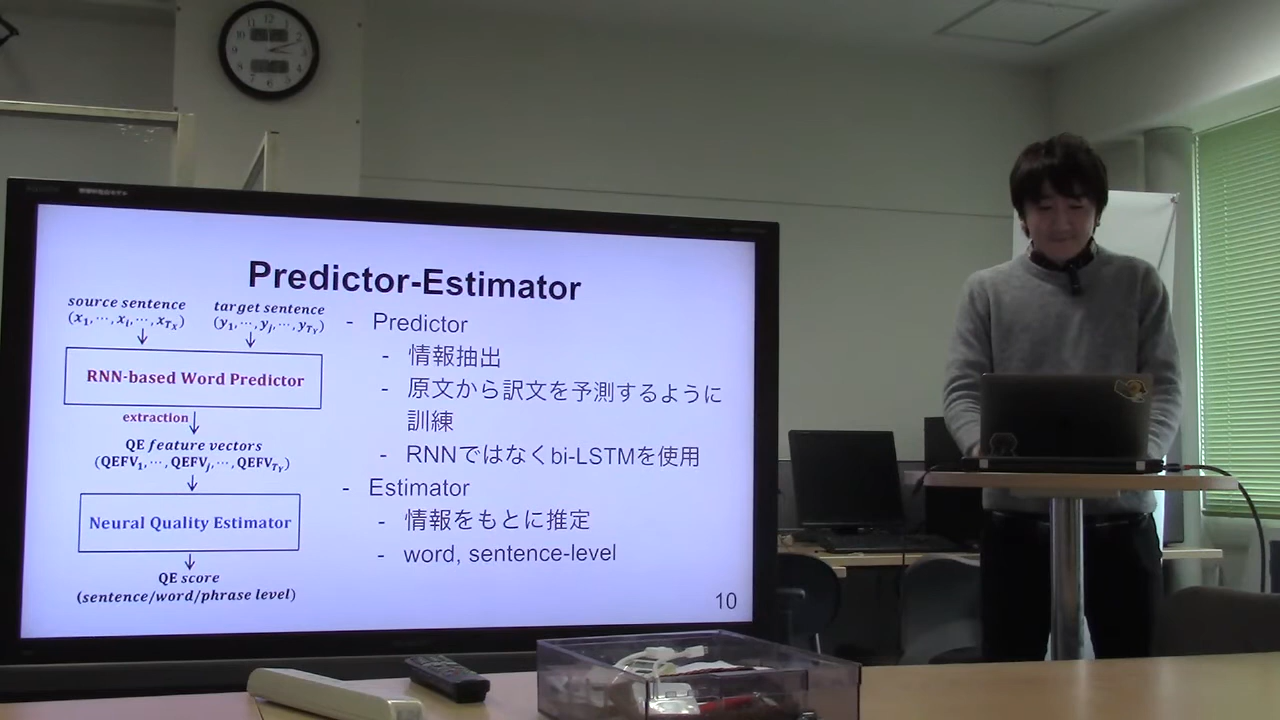 Predictor-Estimator
source sentence
(x₁,⋯,xᵢ,⋯,x_Tₓ)
target sentence
(y₁,⋯,yⱼ,⋯,y_Tᵧ)
RNN-based Word Predictor
extraction
QE feature vectors
(QEFV₁,⋯,QEFVⱼ,⋯,QEFV_Tᵧ)
Neural Quality Estimator
QE score
(sentence/word/phrase level)
- Predictor
- 情報抽出
- 原文から訳文を予測するように
訓練
- RNNではなくbi-LSTMを使用
- Estimator
- 情報をもとに推定
- word, sentence-level
10